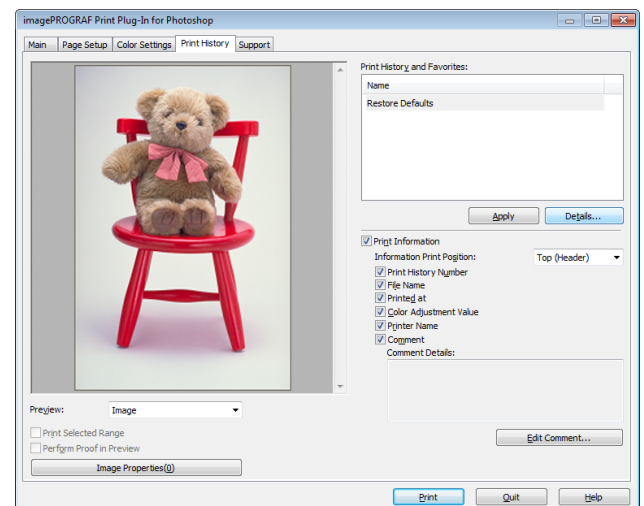 imagePROGRAF Print Plug-In for Photoshop
Main Page Setup Color Settings Print History Support
Print History and Favorites:
Name
Restore Defaults
Apply Details...
Print Information
Information Print Position: Top (Header)
Print History Number
File Name
Printed at
Color Adjustment Value
Printer Name
Comment
Comment Details:
Preview: Image
Print Selected Range
Perform Proof in Preview
Edit Comment...
Image Properties(O)
Print Quit Help